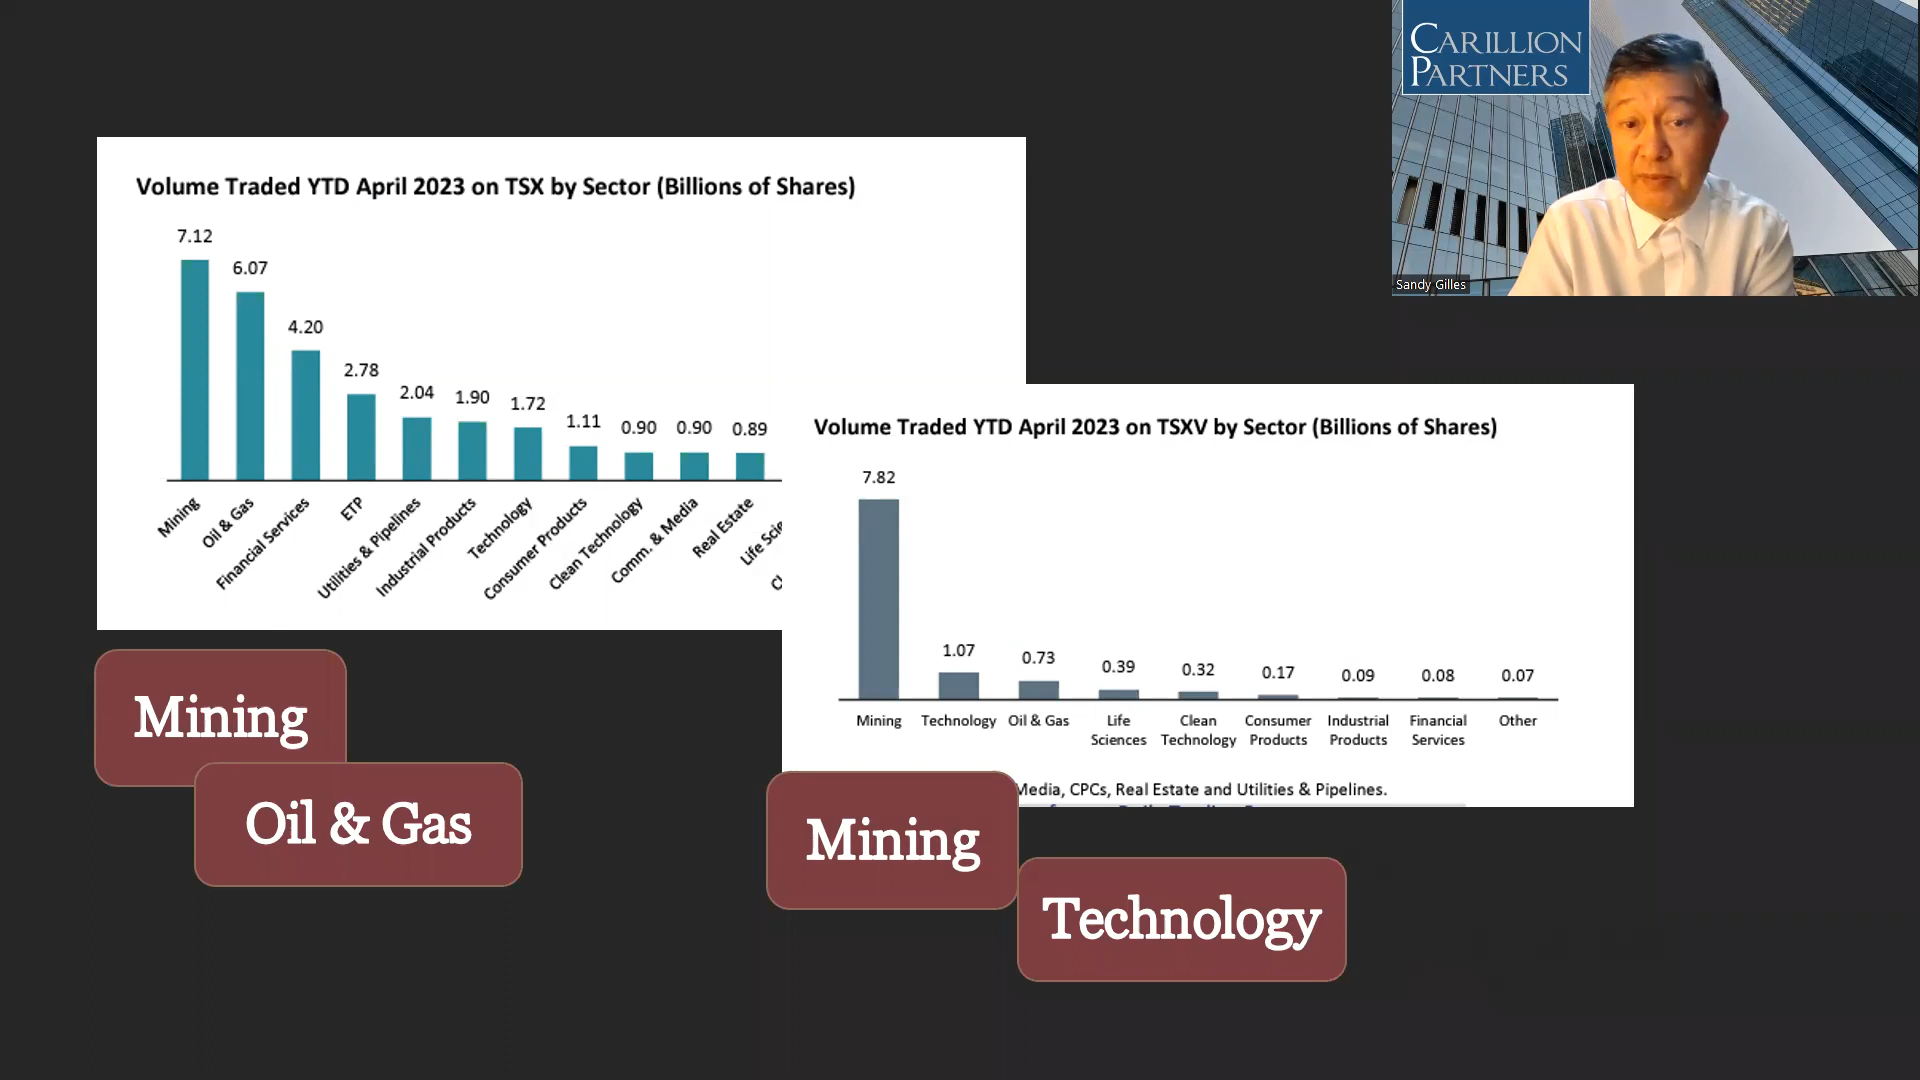 CARILLION
PARTNERS
Sandy Gilles
Volume Traded YTD April 2023 on TSX by Sector (Billions of Shares)
7.12
6.07
4.20
2.78
2.04
1.90
1.72
1.11
0.90
0.90
0.89
Mining
Oil & Gas
Financial Services
ETP
Utilities & Pipelines
Industrial Products
Technology
Consumer Products
Clean Technology
Comm. & Media
Real Estate
Life
Volume Traded YTD April 2023 on TSXV by Sector (Billions of Shares)
7.82
1.07
0.73
0.39
0.32
0.17
0.09
0.08
0.07
Mining
Technology
Oil & Gas
Life
Sciences
Clean
Technology
Consumer
Products
Industrial
Products
Financial
Services
Other
Media, CPCs, Real Estate and Utilities & Pipelines.
Mining
Oil & Gas
Mining
Technology